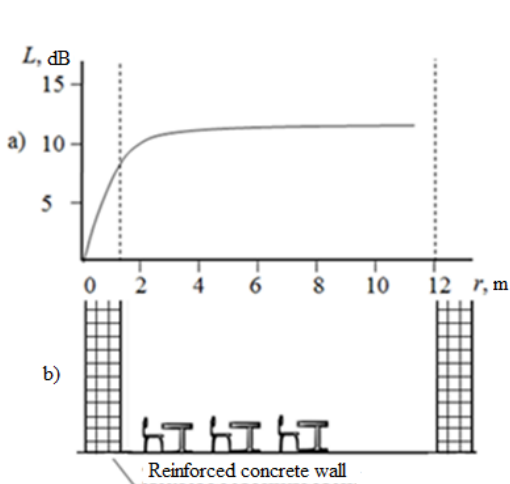 L, dB
15
a) 10
5
0 2 4 6 8 10 12 r, m
b)
Reinforced concrete wall